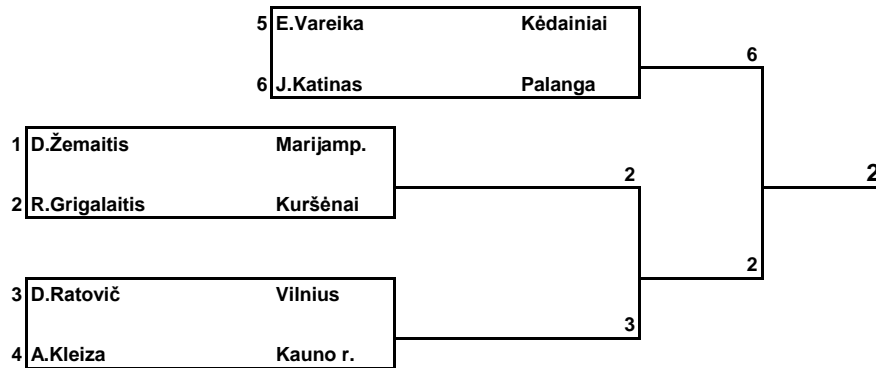 5 E.Vareika Kėdainiai
6
6 J.Katinas Palanga
1 D.Žemaitis Marijamp.
2
2
2 R.Grigalaitis Kuršėnai
2
3 D.Ratovič Vilnius
3
4 A.Kleiza Kauno r.